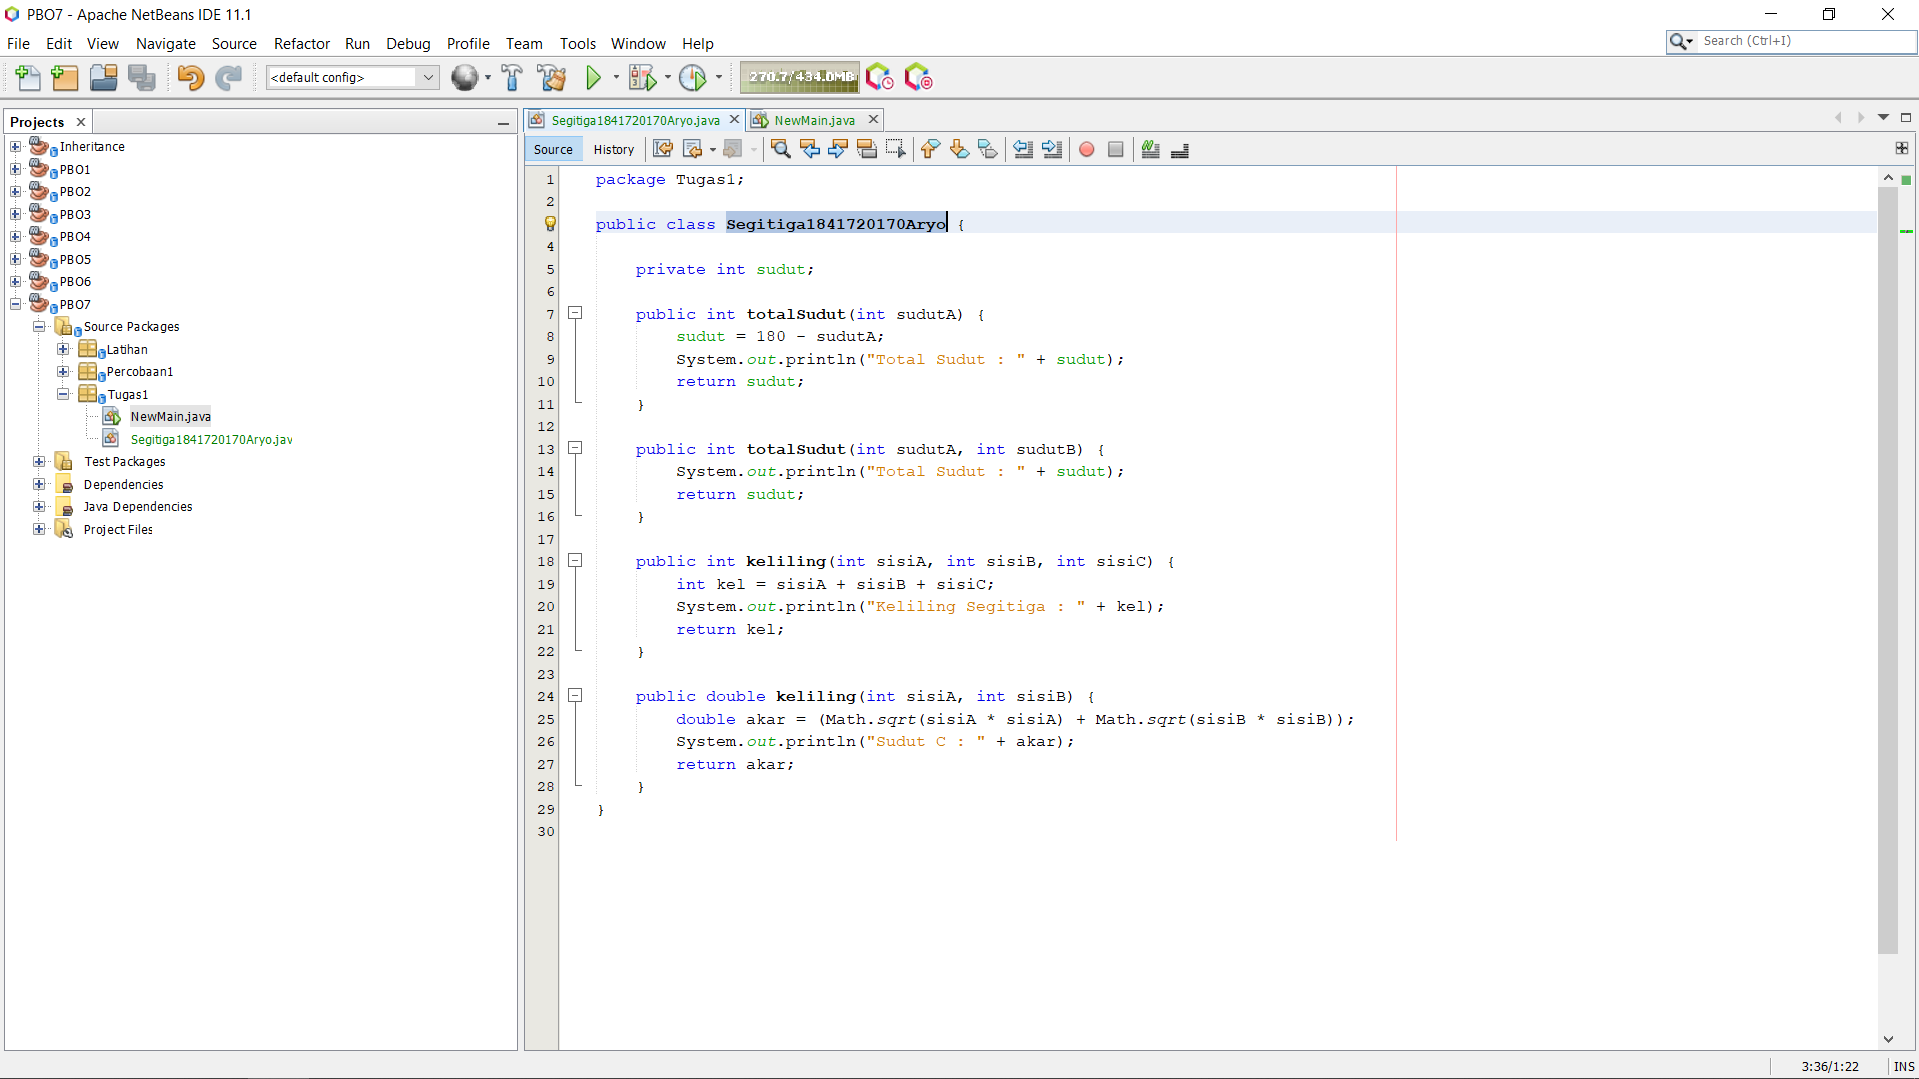 PBO7 - Apache NetBeans IDE 11.1
File Edit View Navigate Source Refactor Run Debug Profile Team Tools Window Help
Search (Ctrl+I)
<default config>
270.7/434.0MB
Projects
Segitiga1841720170Aryo.java
NewMain.java
Source History
Inheritance
PBO1
PBO2
PBO3
PBO4
PBO5
PBO6
PBO7
Source Packages
Latihan
Percobaan1
Tugas1
NewMain.java
Segitiga1841720170Aryo.jav
Test Packages
Dependencies
Java Dependencies
Project Files
1 package Tugas1;
2
public class Segitiga1841720170Aryo {
4
5 private int sudut;
6
7 public int totalSudut(int sudutA) {
8 sudut = 180 - sudutA;
9 System.out.println("Total Sudut : " + sudut);
10 return sudut;
11 }
12
13 public int totalSudut(int sudutA, int sudutB) {
14 System.out.println("Total Sudut : " + sudut);
15 return sudut;
16 }
17
18 public int keliling(int sisiA, int sisiB, int sisiC) {
19 int kel = sisiA + sisiB + sisiC;
20 System.out.println("Keliling Segitiga : " + kel);
21 return kel;
22 }
23
24 public double keliling(int sisiA, int sisiB) {
25 double akar = (Math.sqrt(sisiA * sisiA) + Math.sqrt(sisiB * sisiB));
26 System.out.println("Sudut C : " + akar);
27 return akar;
28 }
29 }
30
3:36/1:22 INS